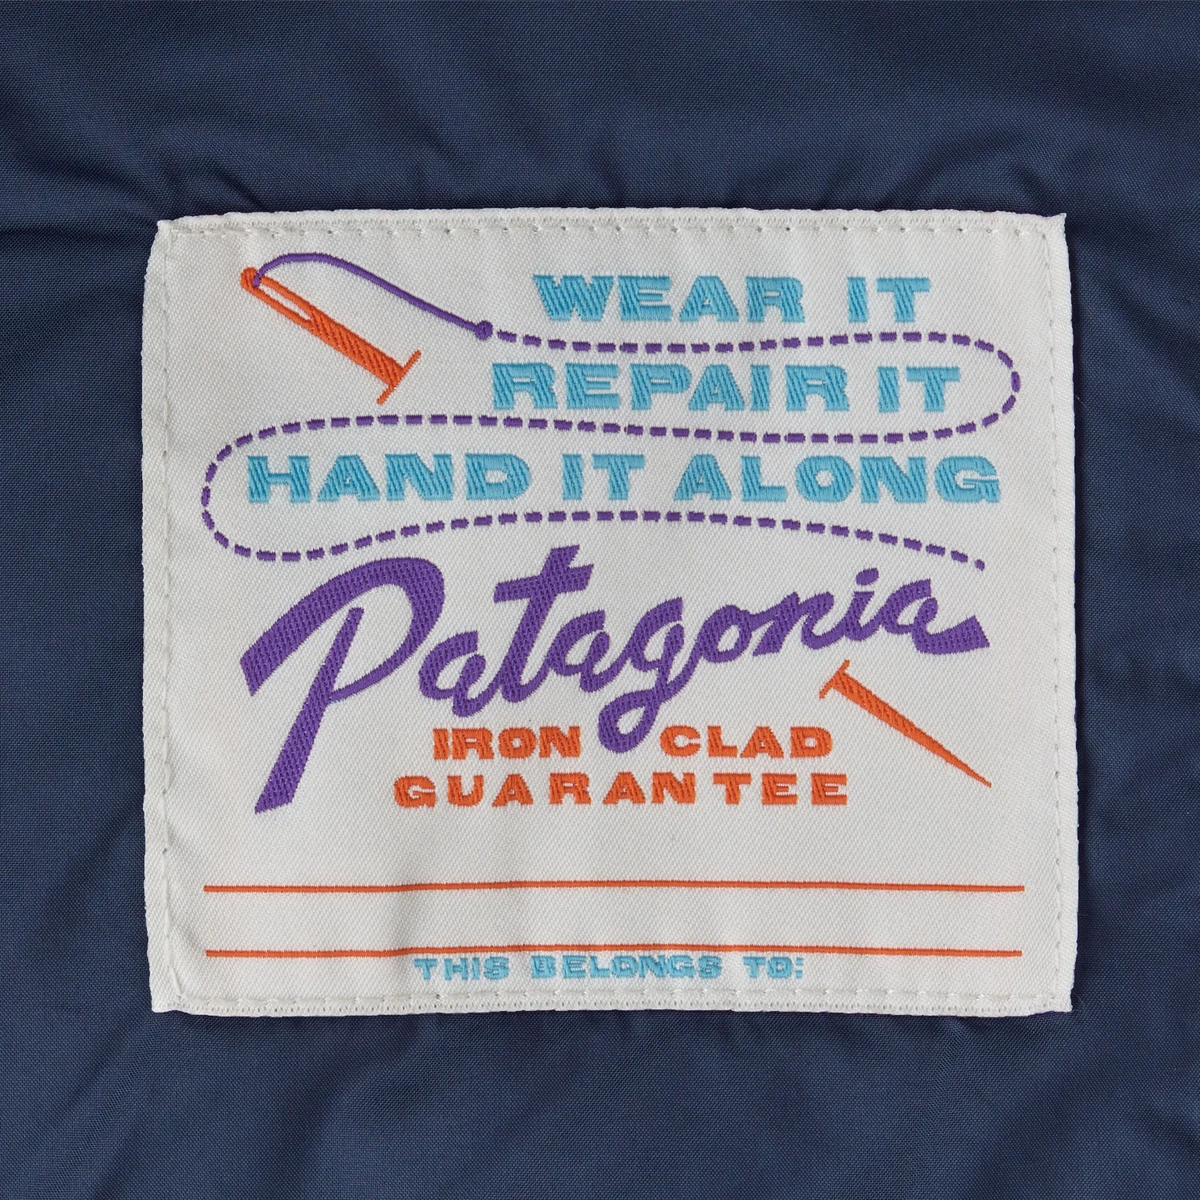 WEAR IT
REPAIR IT
HAND IT ALONG
Patagonia
IRON CLAD
GUARANTEE
THIS BELONGS TO: